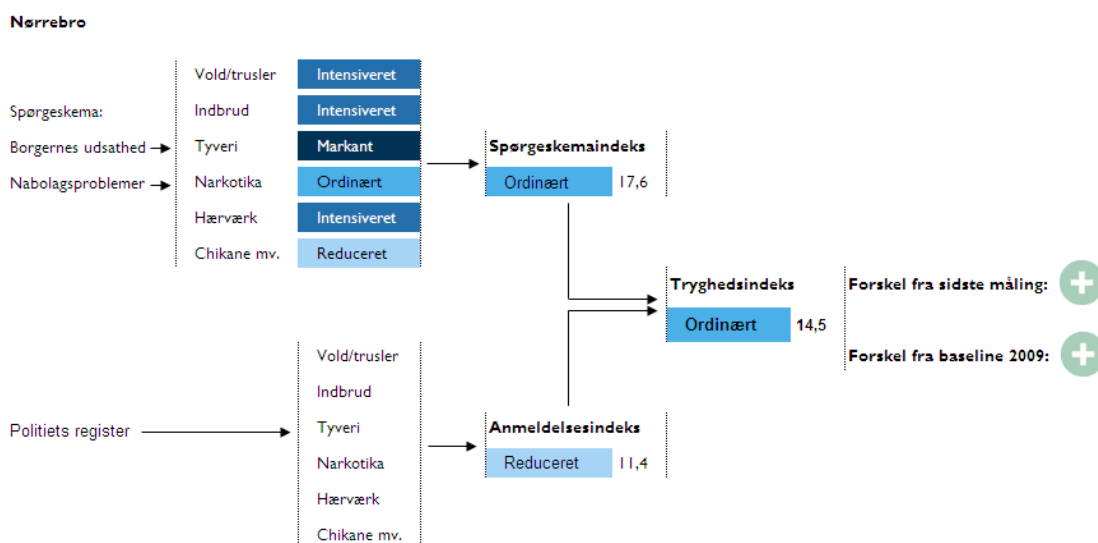 Nørrebro
Spørgeskema:
Borgernes udsathed
Nabolagsproblemer
Vold/trusler Intensiveret
Indbrud Intensiveret
Tyveri Markant
Narkotika Ordinært
Hærværk Intensiveret
Chikane mv. Reduceret
Spørgeskemaindeks
Ordinært 17,6
Tryghedsindeks
Ordinært 14,5
Forskel fra sidste måling: +
Forskel fra baseline 2009: +
Politiets register
Vold/trusler
Indbrud
Tyveri
Narkotika
Hærværk
Chikane mv.
Anmeldelsesindeks
Reduceret 11,4